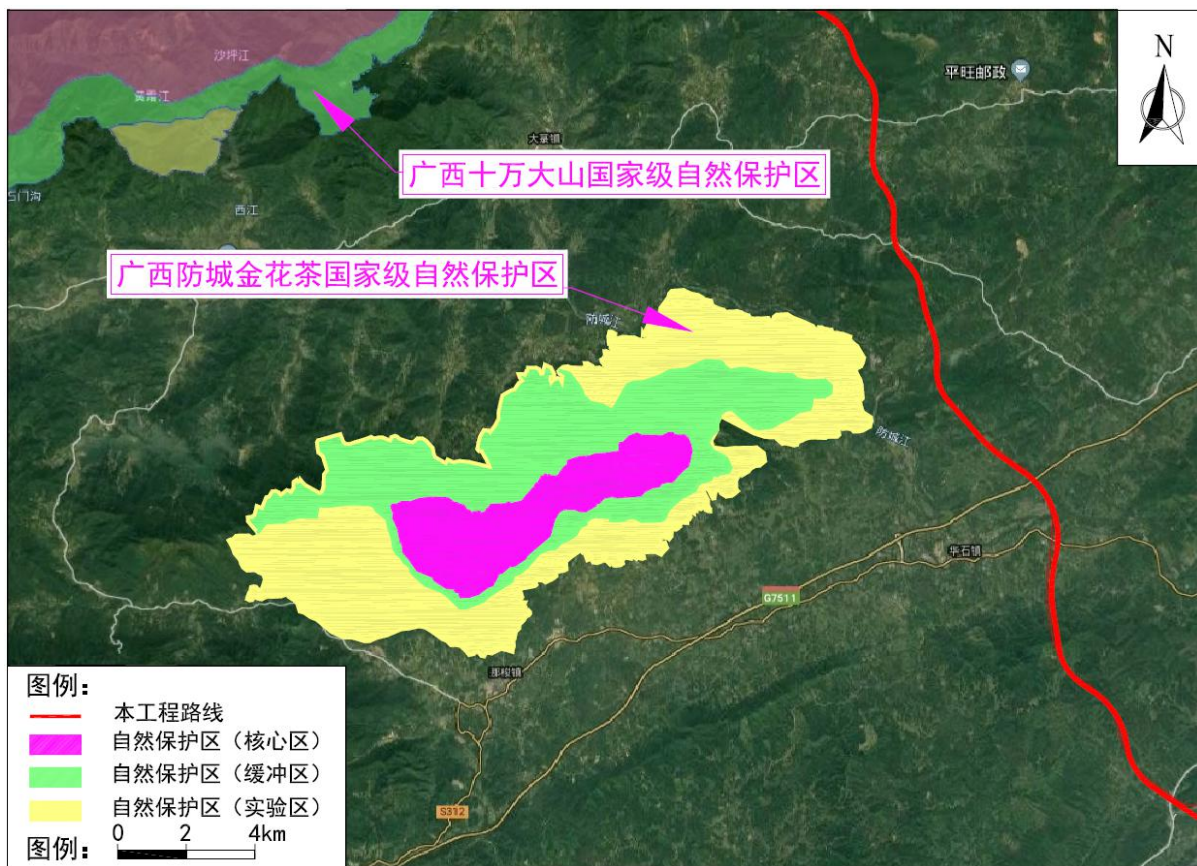 沙坪江
黄滑江
石门沟
西江
大菉镇
平旺邮政
N
广西十万大山国家级自然保护区
广西防城金花茶国家级自然保护区
防城江
防城江
华石镇
G7511
那梭镇
S312
图例：
本工程路线
自然保护区（核心区）
自然保护区（缓冲区）
自然保护区（实验区）
图例：
0 2 4km